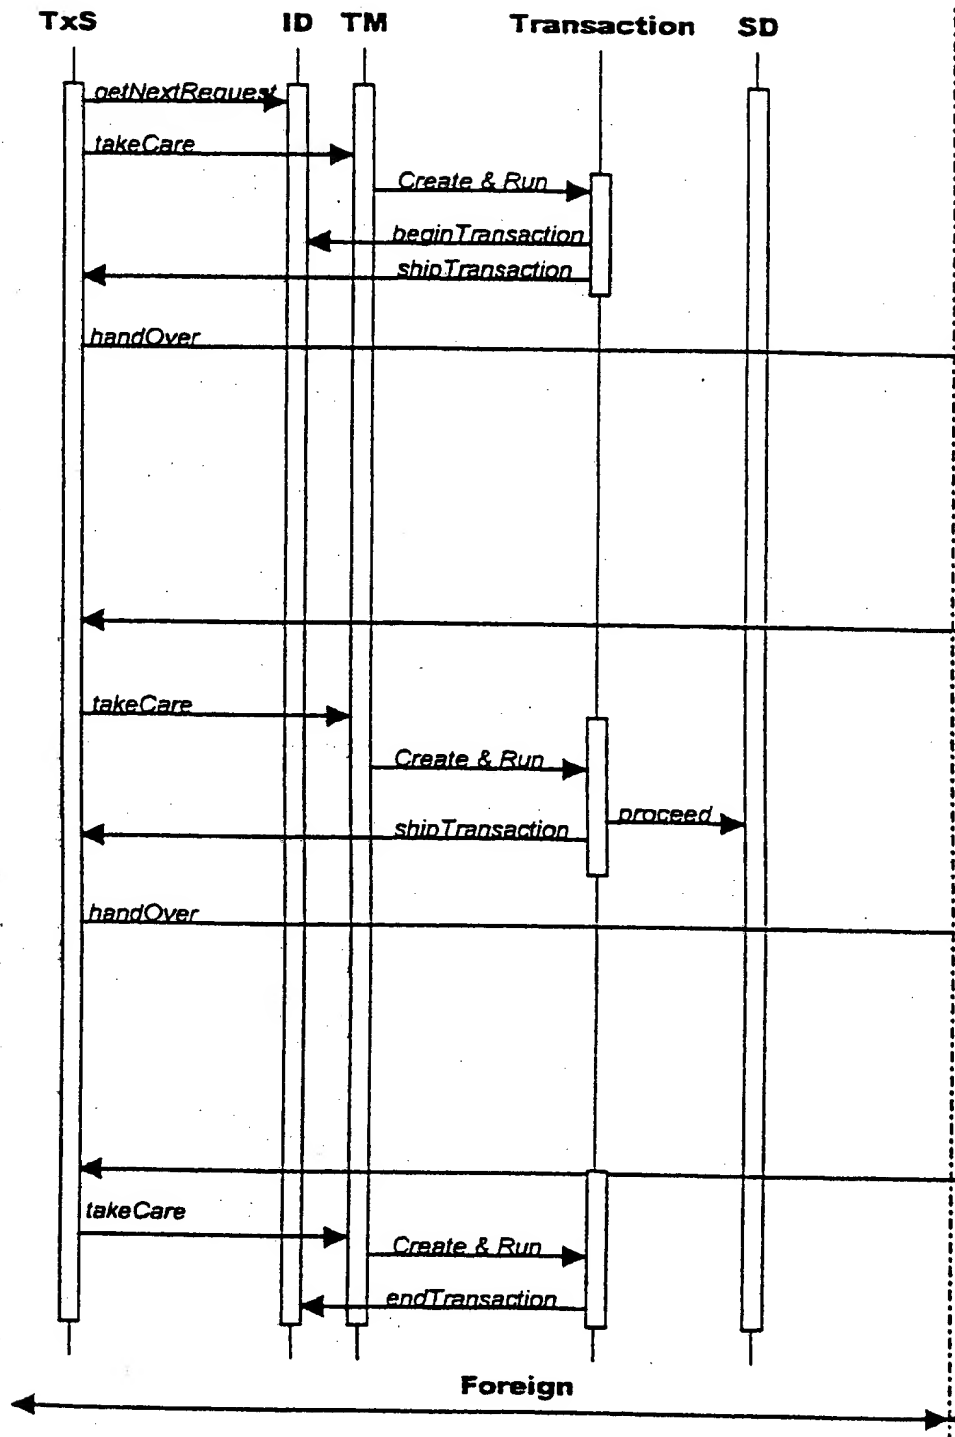 TxS ID TM Transaction SD
getNextRequest
takeCare
Create & Run
beginTransaction
shipTransaction
handOver
takeCare
Create & Run
proceed
shipTransaction
handOver
takeCare
Create & Run
endTransaction
Foreign